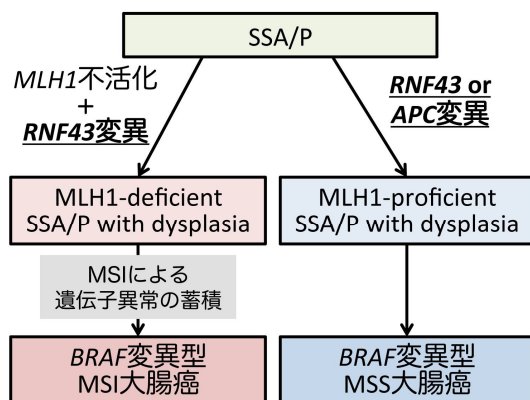 SSA/P
MLH1不活化
+
RNF43変異
RNF43 or
APC変異
MLH1-deficient
SSA/P with dysplasia
MLH1-proficient
SSA/P with dysplasia
MSIによる
遺伝子異常の蓄積
BRAF変異型
MSI大腸癌
BRAF変異型
MSS大腸癌